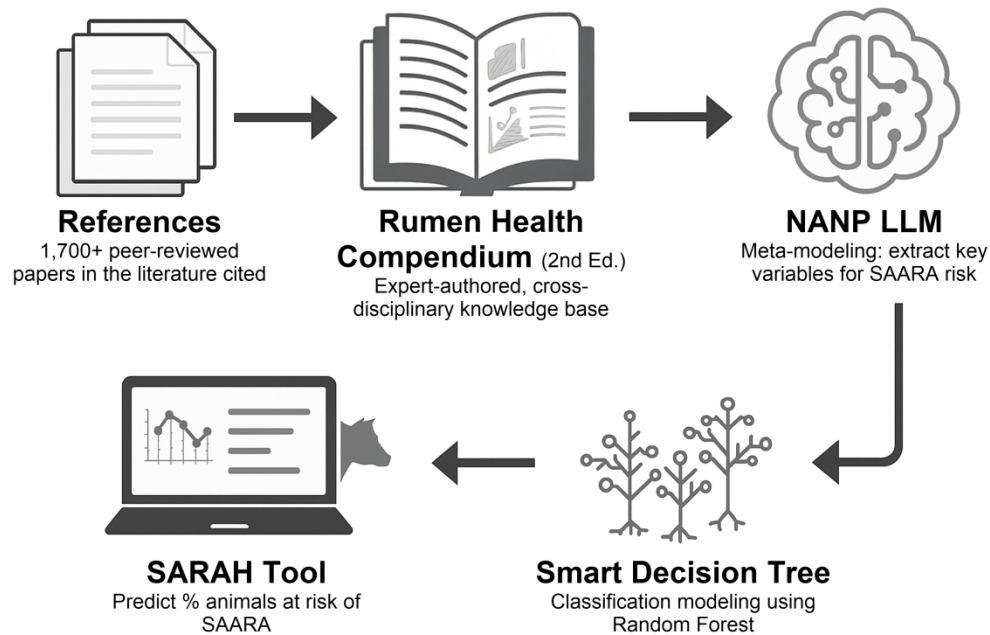 References
1,700+ peer-reviewed
papers in the literature cited
Rumen Health
Compendium (2nd Ed.)
Expert-authored, cross-
disciplinary knowledge base
NANP LLM
Meta-modeling: extract key
variables for SAARA risk
SARAH Tool
Predict % animals at risk of
SAARA
Smart Decision Tree
Classification modeling using
Random Forest